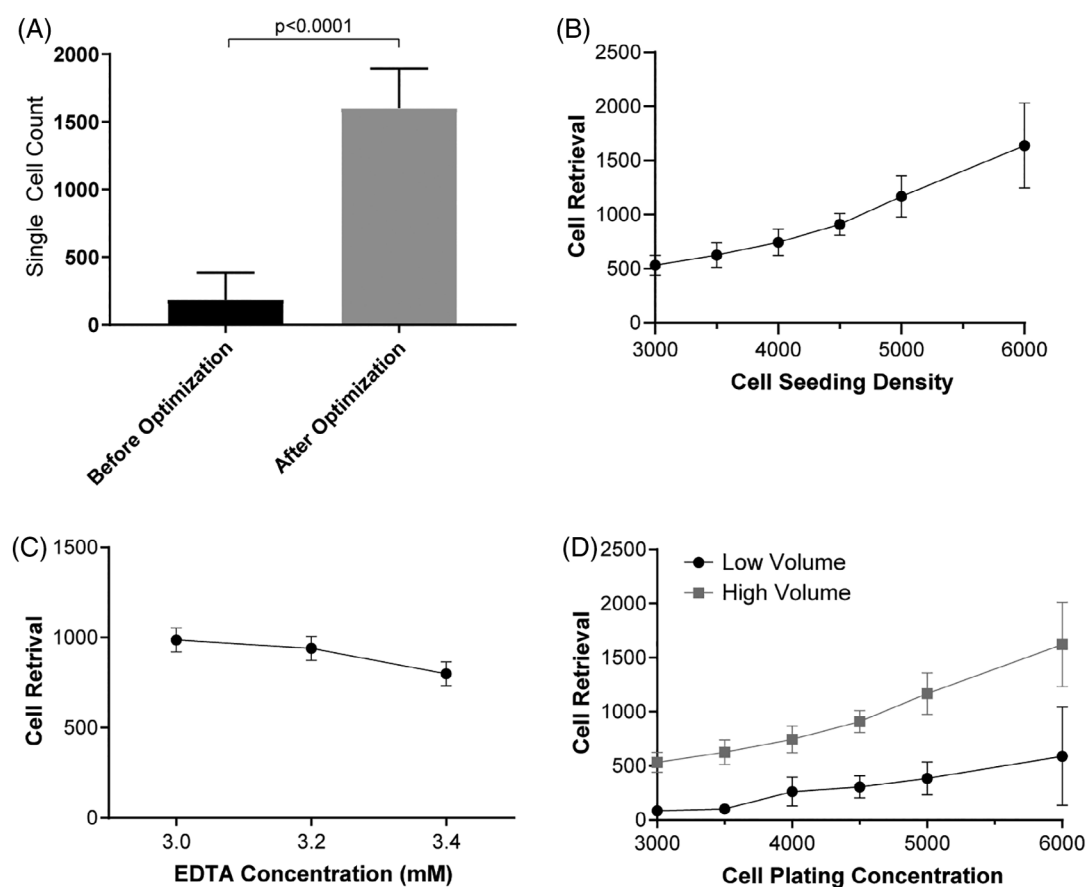 (A)
p<0.0001
2000
1500
1000
500
0
Single Cell Count
Before Optimization
After Optimization
(B)
2500
2000
1500
1000
500
0
Cell Retrieval
3000 4000 5000 6000
Cell Seeding Density
(C)
1500
1000
500
0
Cell Retrival
3.0 3.2 3.4
EDTA Concentration (mM)
(D)
Low Volume
High Volume
2500
2000
1500
1000
500
0
Cell Retrieval
3000 4000 5000 6000
Cell Plating Concentration